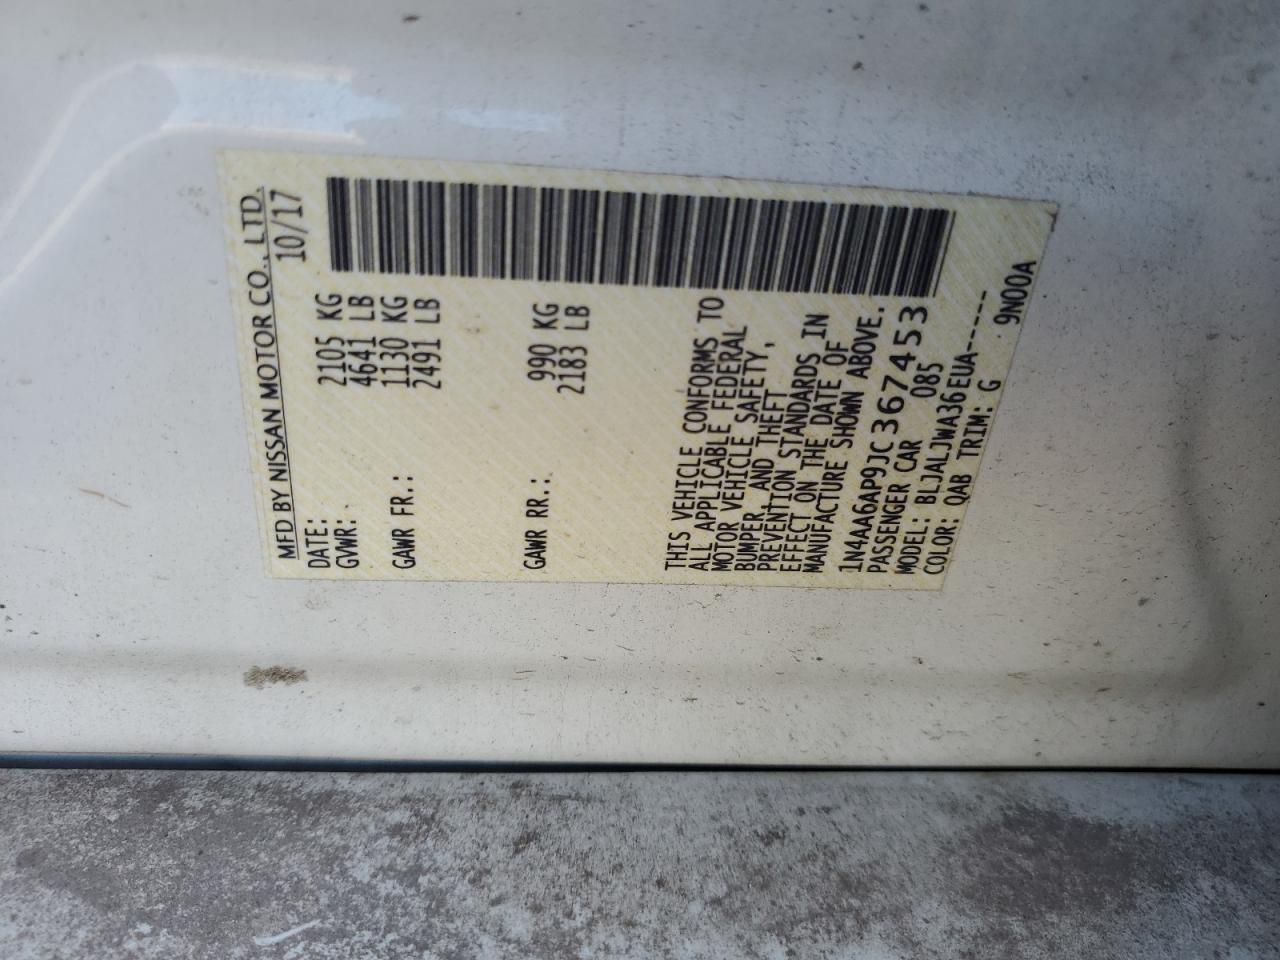 MFD BY NISSAN MOTOR CO., LTD.
DATE: 10/17
GVWR: 2105 KG
4641 LB
GAWR FR.: 1130 KG
2491 LB
GAWR RR.: 990 KG
2183 LB
THIS VEHICLE CONFORMS TO
ALL APPLICABLE FEDERAL
MOTOR VEHICLE SAFETY,
BUMPER, AND THEFT
PREVENTION STANDARDS IN
EFFECT ON THE DATE OF
MANUFACTURE SHOWN ABOVE.
1N4AA6AP9JC367453
PASSENGER CAR 085
MODEL: BLJALJWA36EUA-----
COLOR: QAB TRIM: G 9N00A